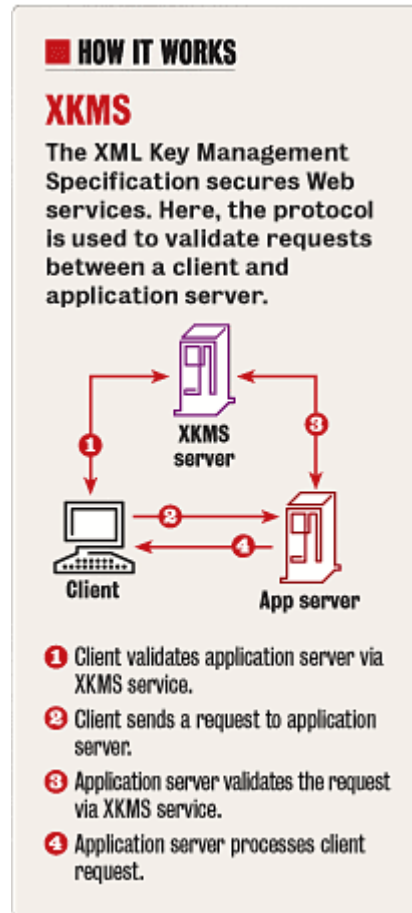 HOW IT WORKS
XKMS
The XML Key Management
Specification secures Web
services. Here, the protocol
is used to validate requests
between a client and
application server.
XKMS
server
1
3
2
4
Client
App server
1 Client validates application server via
XKMS service.
2 Client sends a request to application
server.
3 Application server validates the request
via XKMS service.
4 Application server processes client
request.